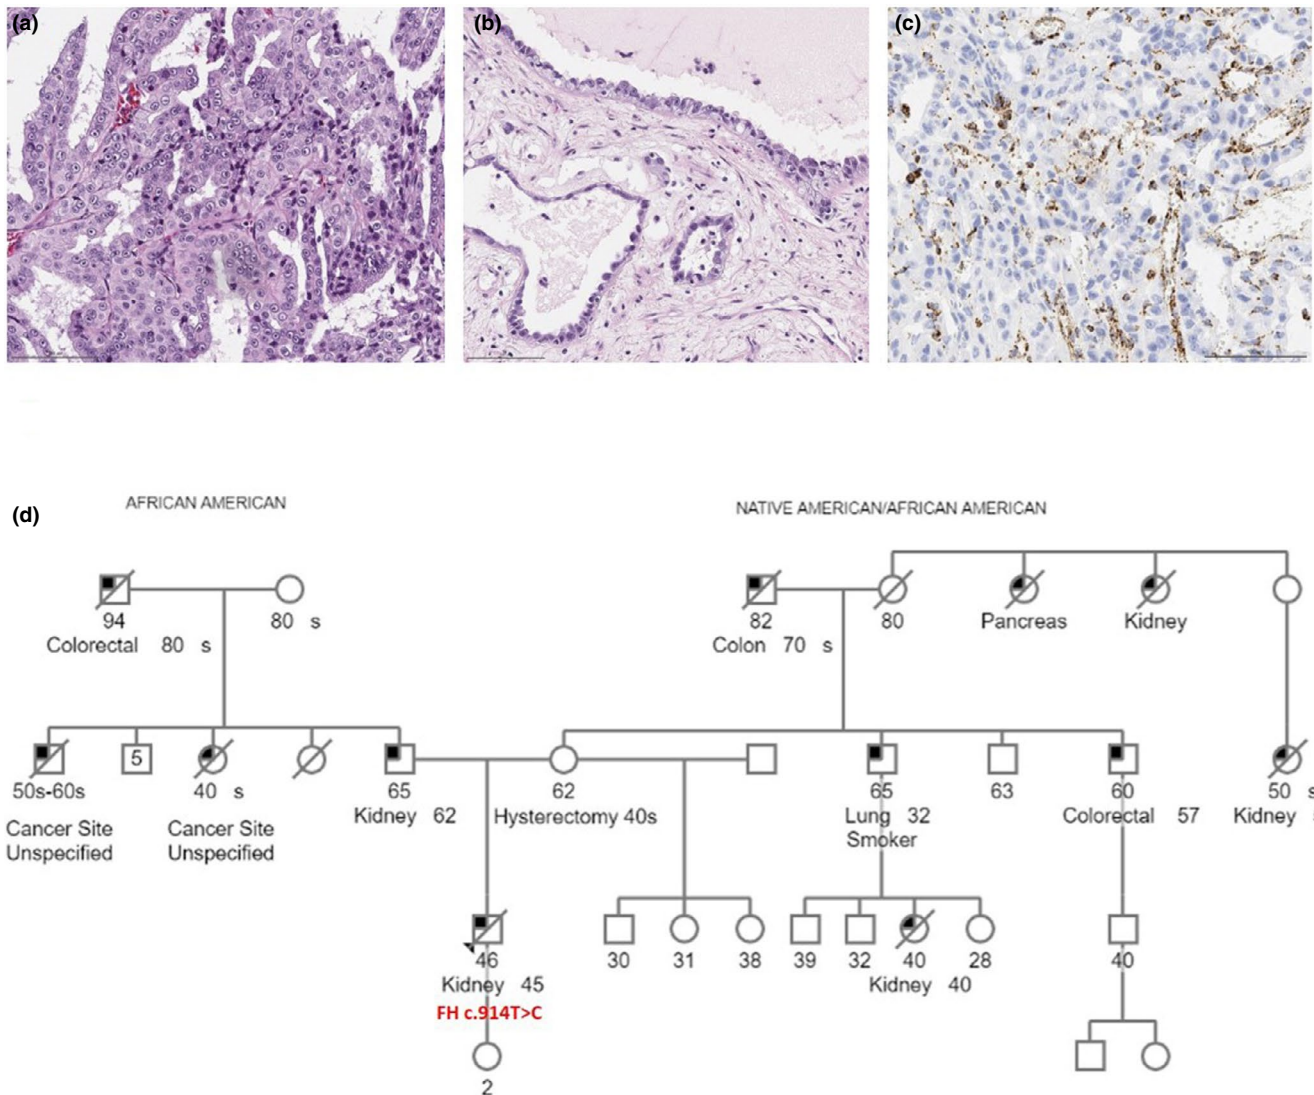 (a)
(b)
(c)
(d)
AFRICAN AMERICAN
NATIVE AMERICAN/AFRICAN AMERICAN
94
Colorectal 80 s
80 s
82
Colon 70 s
80
Pancreas
Kidney
50s-60s
Cancer Site
Unspecified
5
40 s
Cancer Site
Unspecified
65
Kidney 62
62
Hysterectomy 40s
65
Lung 32
Smoker
63
60
Colorectal 57
50 s
Kidney
46
Kidney 45
FH c.914T>C
30
31
38
39
32
40
Kidney 40
28
40
2